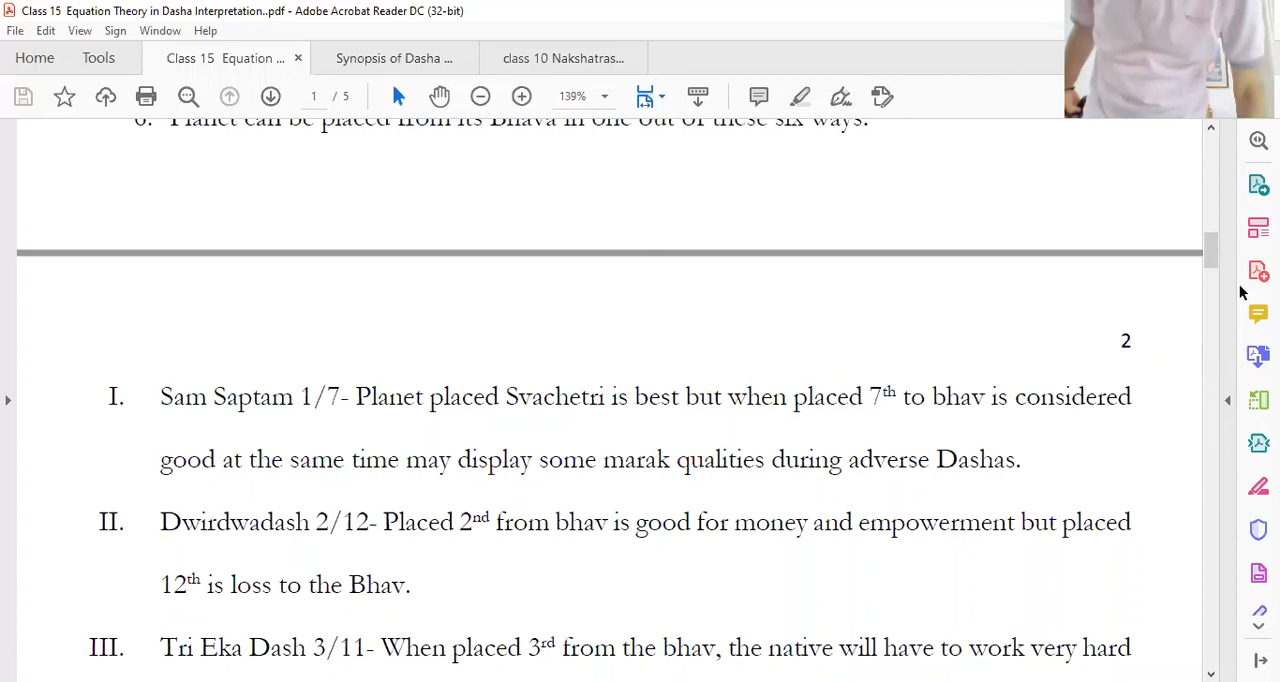 Class 15 Equation Theory in Dasha Interpretation..pdf - Adobe Acrobat Reader DC (32-bit)
File Edit View Sign Window Help
Home Tools Class 15 Equation ... × Synopsis of Dasha ... class 10 Nakshatras...
1 / 5 139%
6. Planet can be placed from its Bhava in one out of these six ways.
2
I. Sam Saptam 1/7- Planet placed Svachetri is best but when placed 7th to bhav is considered
good at the same time may display some marak qualities during adverse Dashas.
II. Dwirdwadash 2/12- Placed 2nd from bhav is good for money and empowerment but placed
12th is loss to the Bhav.
III. Tri Eka Dash 3/11- When placed 3rd from the bhav, the native will have to work very hard